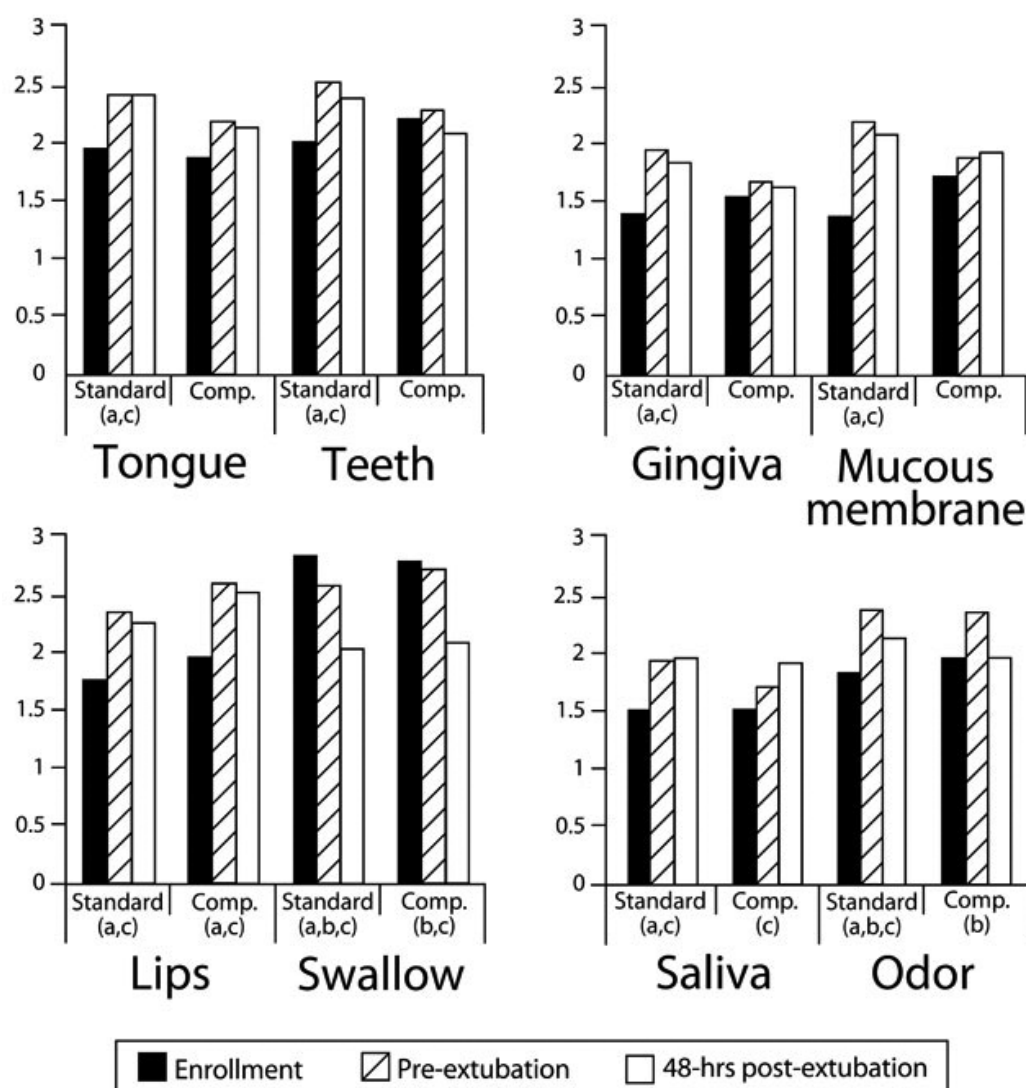 3
2.5
2
1.5
1
0.5
0
Standard Comp. Standard Comp.
(a,c) (a,c)
Tongue Teeth
3
2.5
2
1.5
1
0.5
0
Standard Comp. Standard Comp.
(a,c) (a,c)
Gingiva Mucous
membrane
3
2.5
2
1.5
1
0.5
0
Standard Comp. Standard Comp.
(a,c) (a,c) (a,b,c) (b,c)
Lips Swallow
3
2.5
2
1.5
1
0.5
0
Standard Comp. Standard Comp.
(a,c) (c) (a,b,c) (b)
Saliva Odor
Enrollment Pre-extubation 48-hrs post-extubation